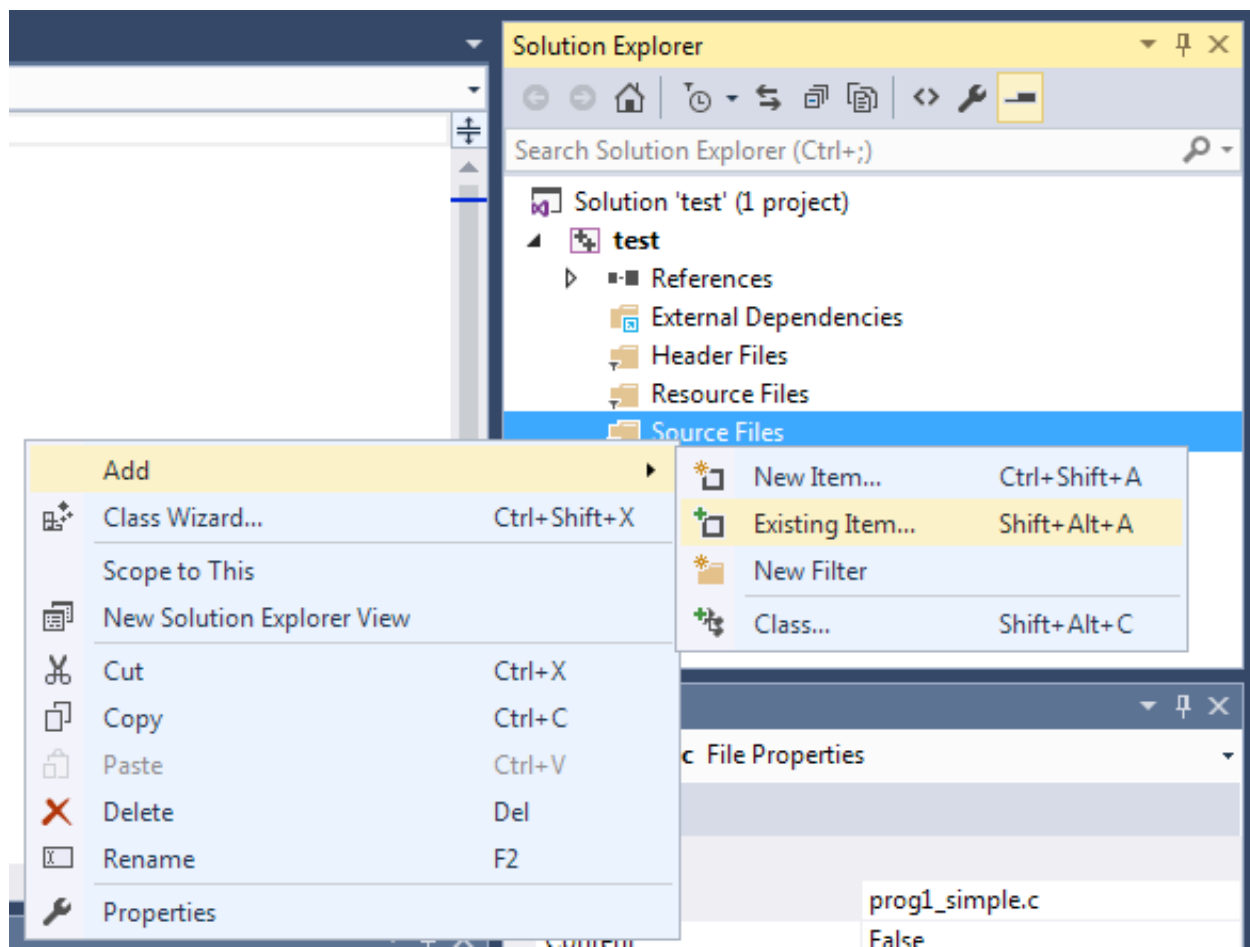 Solution Explorer
Search Solution Explorer (Ctrl+;)
Solution 'test' (1 project)
test
References
External Dependencies
Header Files
Resource Files
Source Files
Add
Class Wizard... Ctrl+Shift+X
Scope to This
New Solution Explorer View
Cut Ctrl+X
Copy Ctrl+C
Paste Ctrl+V
Delete Del
Rename F2
Properties
New Item... Ctrl+Shift+A
Existing Item... Shift+Alt+A
New Filter
Class... Shift+Alt+C
c File Properties
prog1_simple.c
Content False